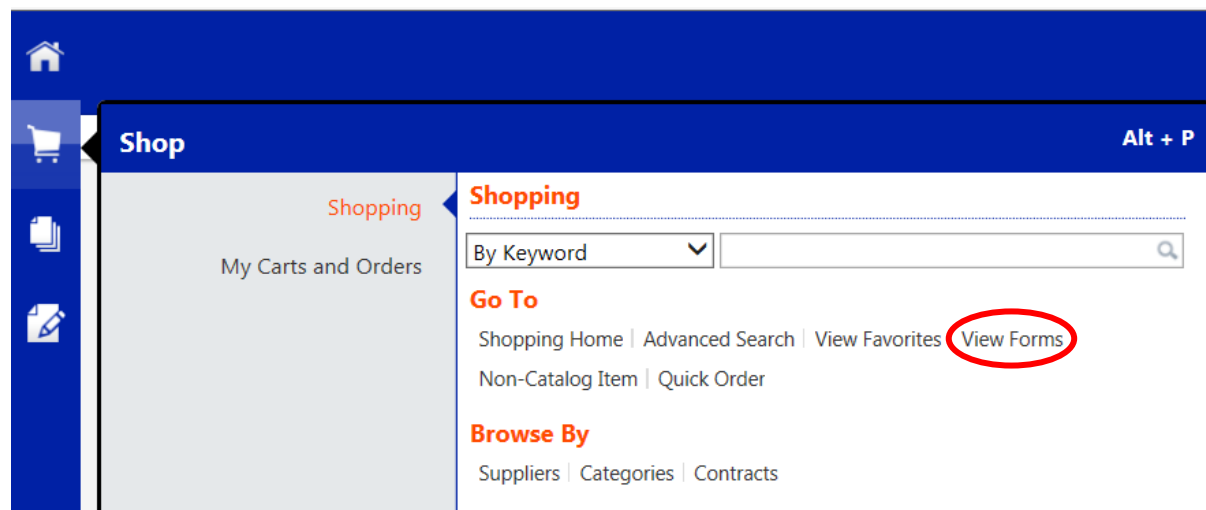 Shop
Alt + P
Shopping
My Carts and Orders
Shopping
By Keyword
Go To
Shopping Home | Advanced Search | View Favorites View Forms
Non-Catalog Item | Quick Order
Browse By
Suppliers | Categories | Contracts